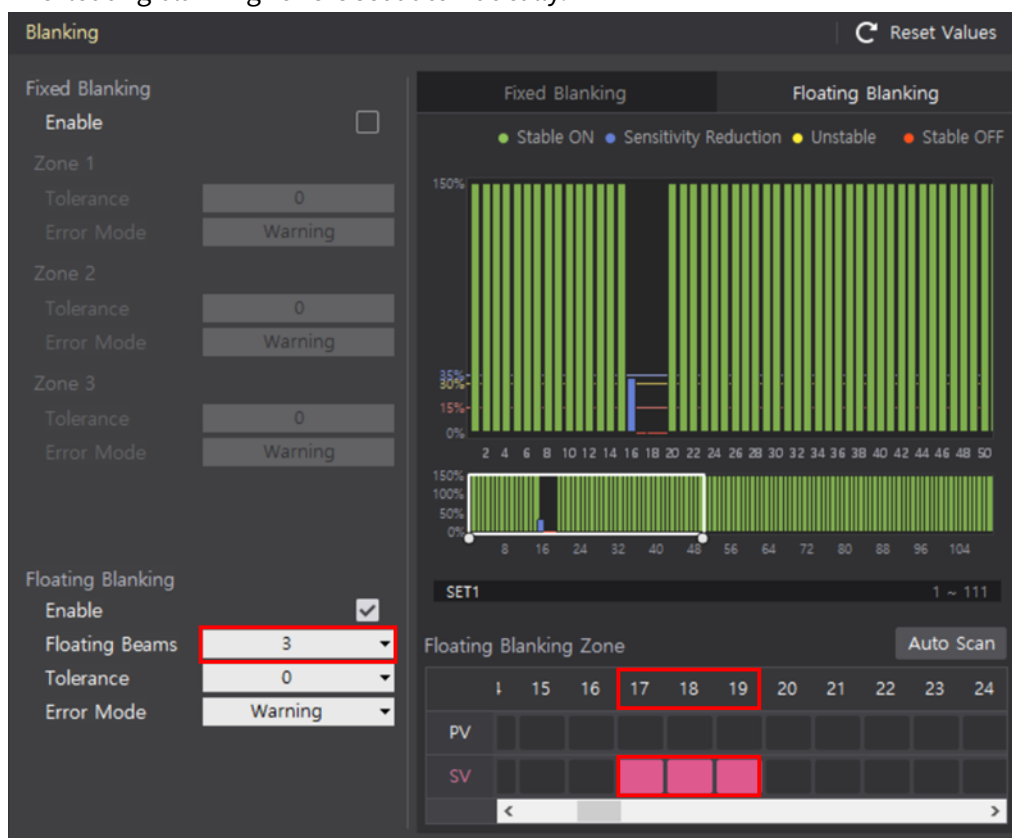 Blanking
Reset Values
Fixed Blanking
Enable
Zone 1
Tolerance 0
Error Mode Warning
Zone 2
Tolerance 0
Error Mode Warning
Zone 3
Tolerance 0
Error Mode Warning
Floating Blanking
Enable
Floating Beams 3
Tolerance 0
Error Mode Warning
Fixed Blanking Floating Blanking
Stable ON Sensitivity Reduction Unstable Stable OFF
150%
35%
30%
15%
0%
2 4 6 8 10 12 14 16 18 20 22 24 26 28 30 32 34 36 38 40 42 44 46 48 50
150%
100%
50%
0%
8 16 24 32 40 48 56 64 72 80 88 96 104
SET1 1 ~ 111
Floating Blanking Zone Auto Scan
15 16 17 18 19 20 21 22 23 24
PV
SV